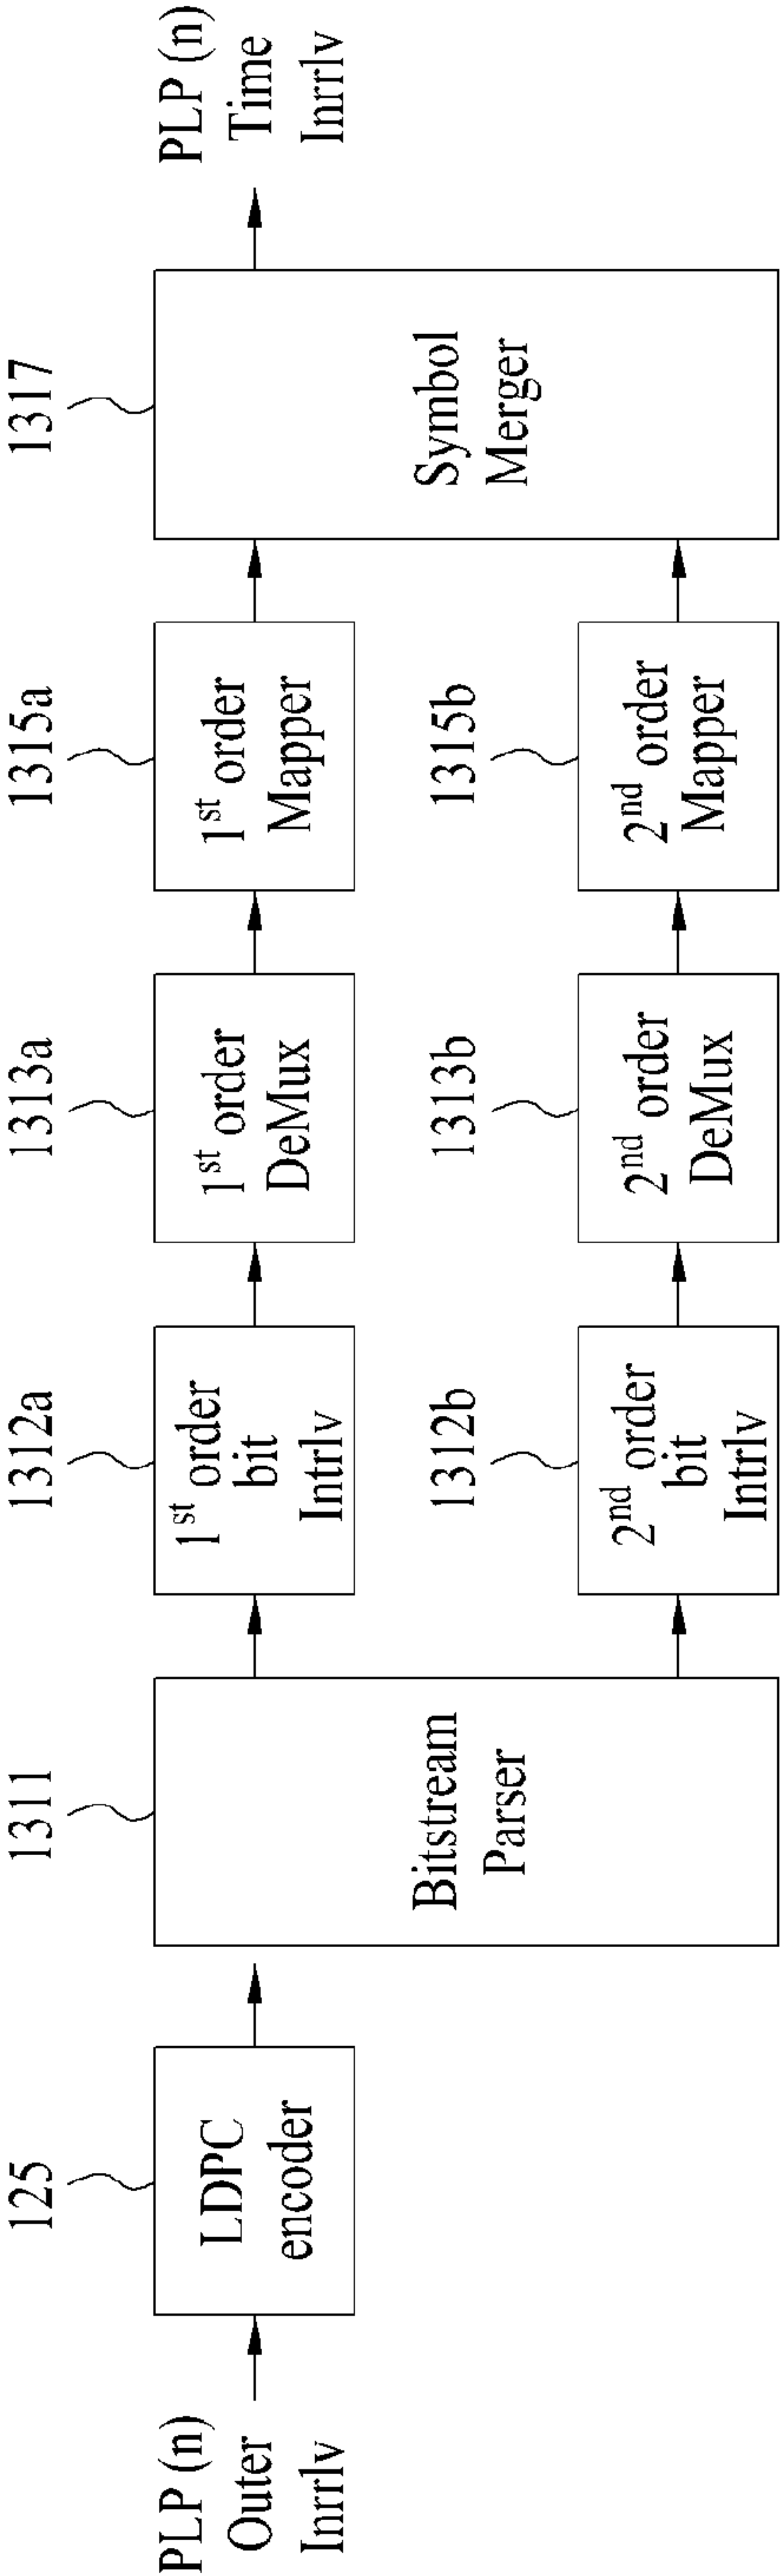 PLP (n)
Outer
Inrrlv
125
LDPC
encoder
1311
Bitstream
Parser
1312a
1st order
bit
Intrlv
1313a
1st order
DeMux
1315a
1st order
Mapper
1312b
2nd order
bit
Intrlv
1313b
2nd order
DeMux
1315b
2nd order
Mapper
1317
Symbol
Merger
PLP (n)
Time
Inrrlv